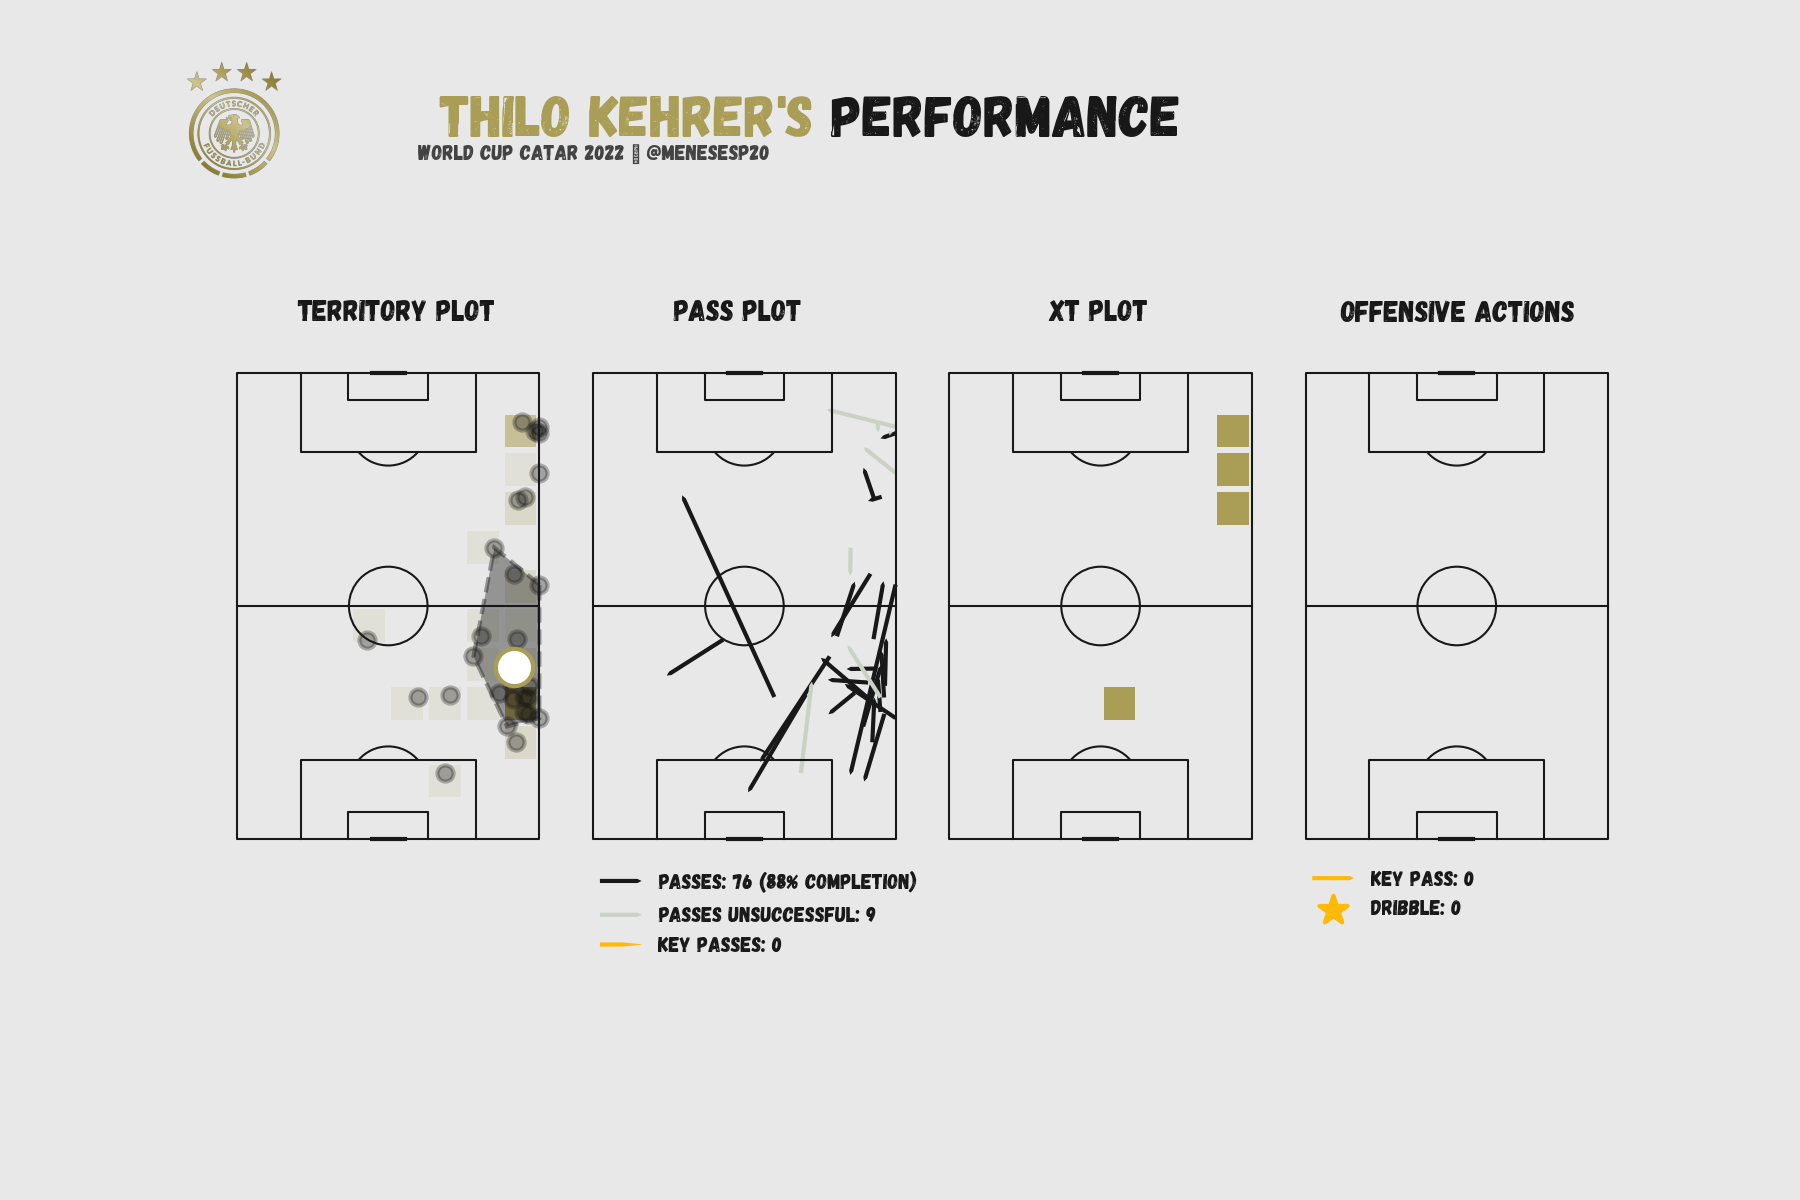 DEUTSCHER
FUSSBALL-BUND
THILO KEHRER'S PERFORMANCE
WORLD CUP CATAR 2022 @MENESESP20
TERRITORY PLOT
PASS PLOT
XT PLOT
OFFENSIVE ACTIONS
PASSES: 76 (88% COMPLETION)
PASSES UNSUCCESSFUL: 9
KEY PASSES: 0
KEY PASS: 0
DRIBBLE: 0